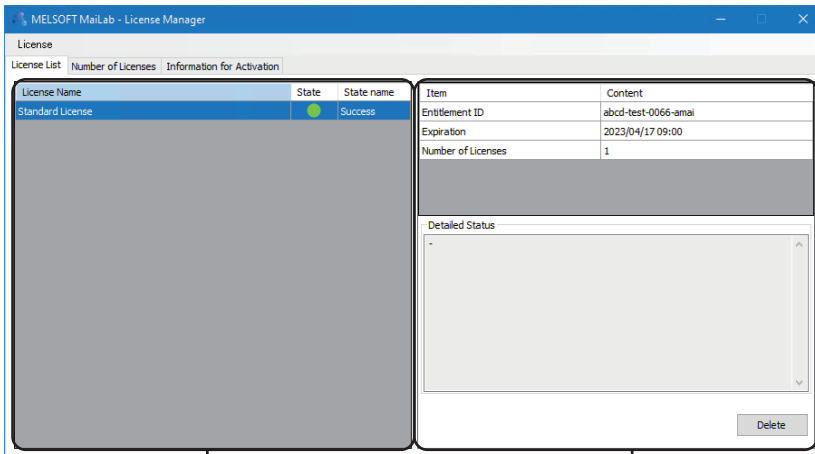 MELSOFT MaiLab - License Manager
License
License List Number of Licenses Information for Activation
License Name State State name
Standard License Success
Item Content
Entitlement ID abcd-test-0066-amai
Expiration 2023/04/17 09:00
Number of Licenses 1
Detailed Status
-
Delete